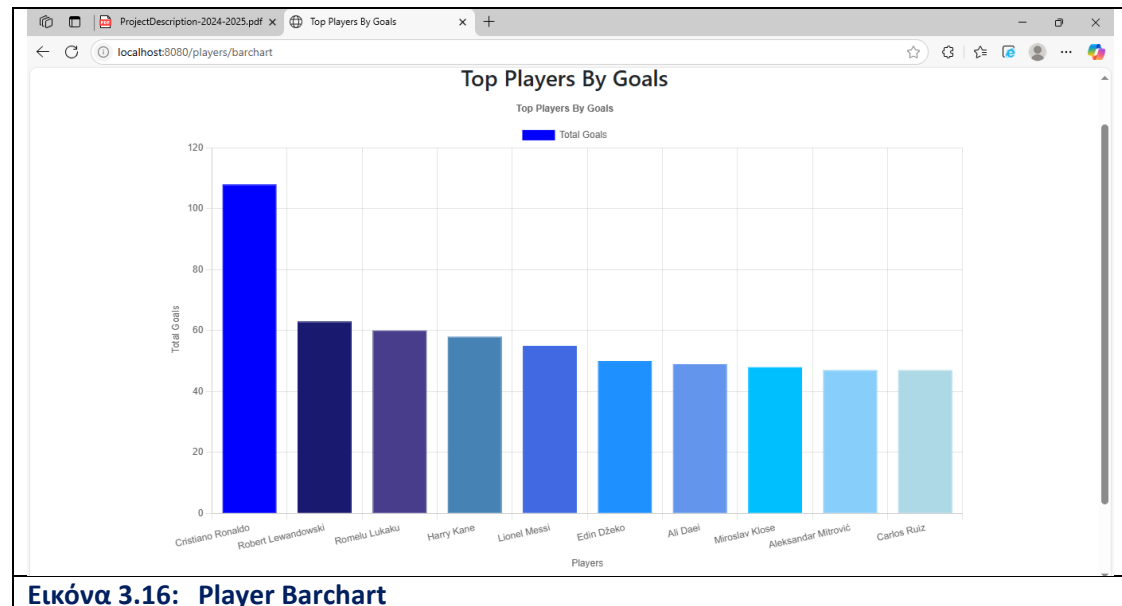 ProjectDescription-2024-2025.pdf
Top Players By Goals
localhost:8080/players/barchart
Top Players By Goals
Top Players By Goals
Total Goals
120
100
80
60
40
20
0
Total Goals
Cristiano Ronaldo
Robert Lewandowski
Romelu Lukaku
Harry Kane
Lionel Messi
Edin Džeko
Ali Daei
Miroslav Klose
Aleksandar Mitrović
Carlos Ruiz
Players
Εικόνα 3.16: Player Barchart